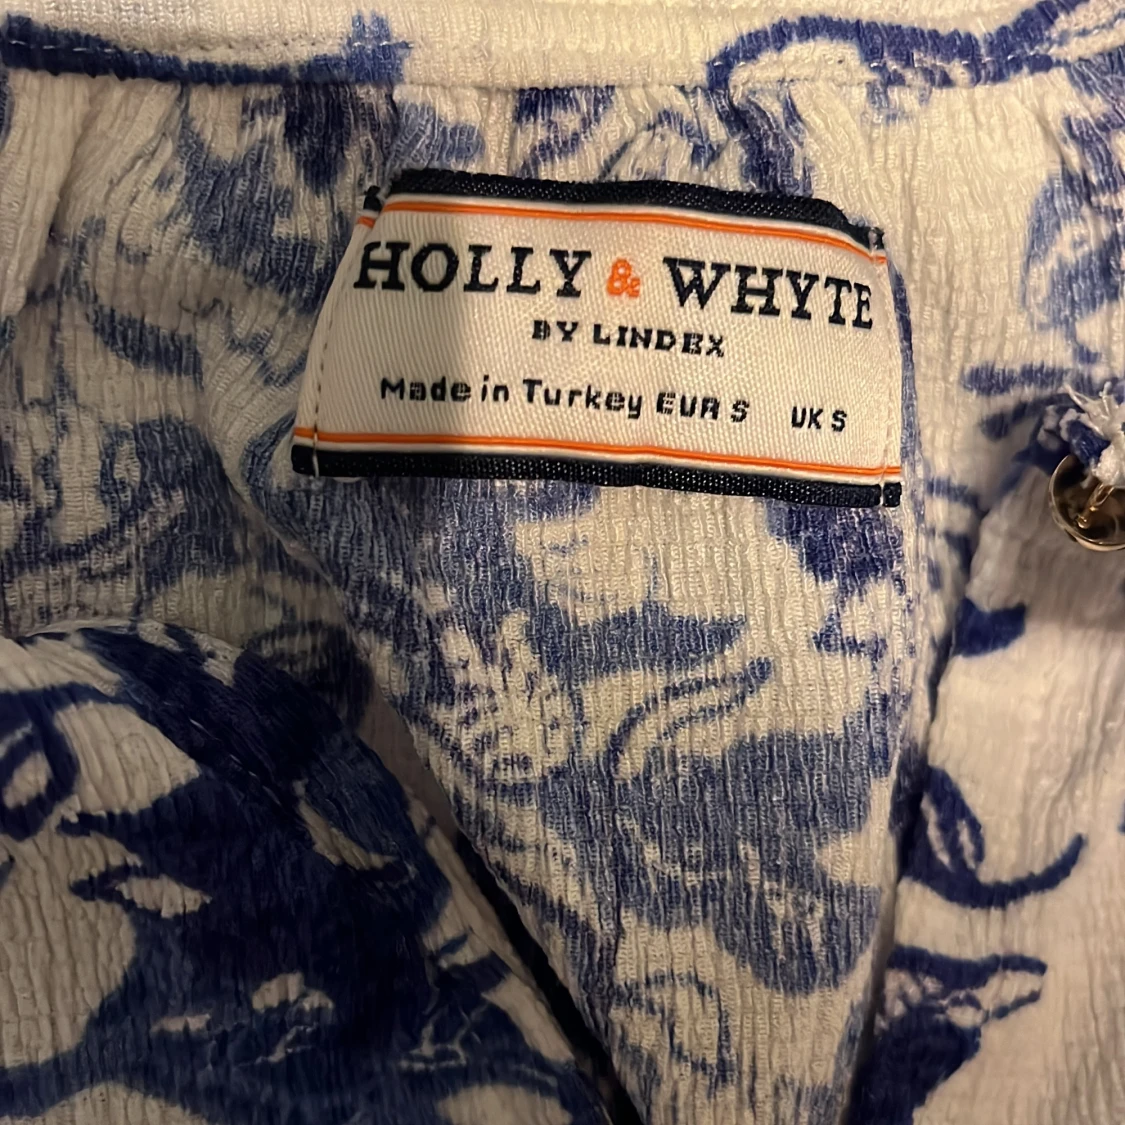 HOLLY & WHYTE
BY LINDEX
Made in Turkey EUR S UK S